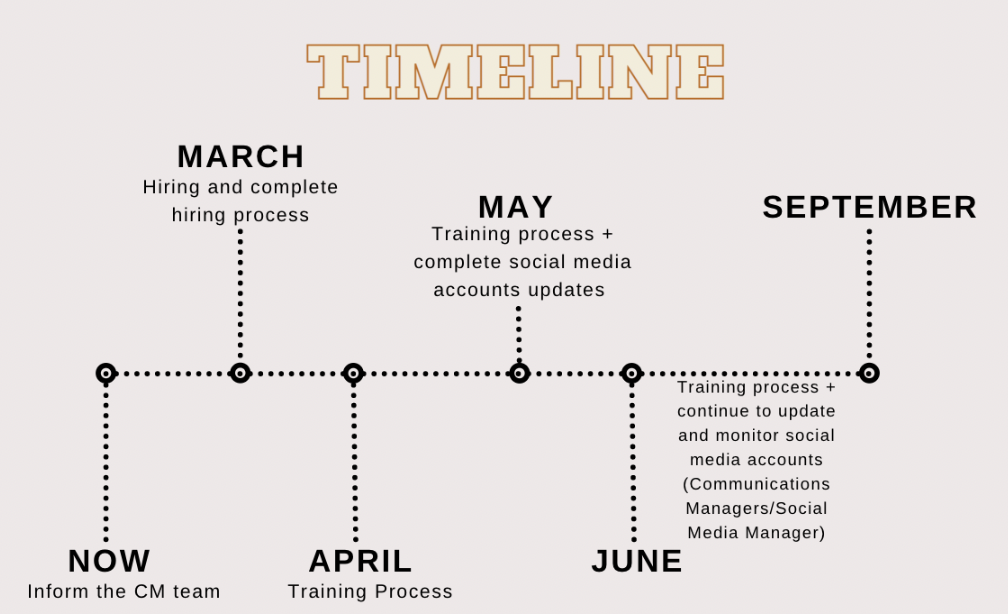 TIMELINE
MARCH
Hiring and complete
hiring process
MAY
Training process +
complete social media
accounts updates
SEPTEMBER
Training process +
continue to update
and monitor social
media accounts
(Communications
Managers/Social
Media Manager)
NOW
Inform the CM team
APRIL
Training Process
JUNE